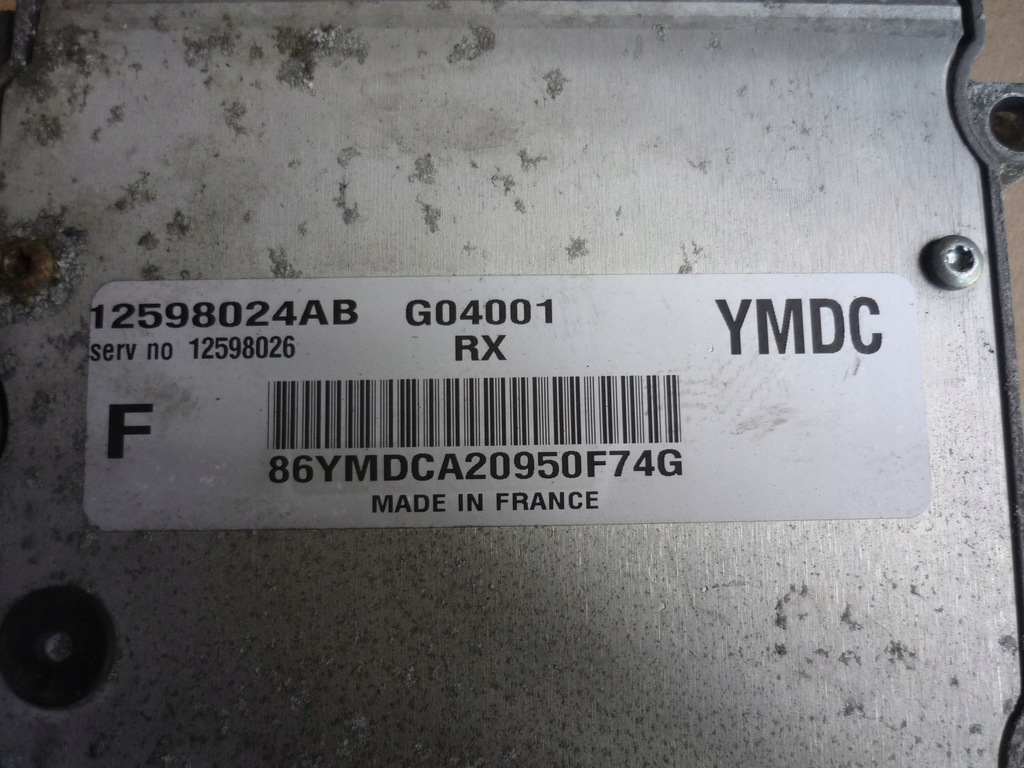 12598024AB G04001 YMDC
serv no 12598026 RX
F
86YMDCA20950F74G
MADE IN FRANCE